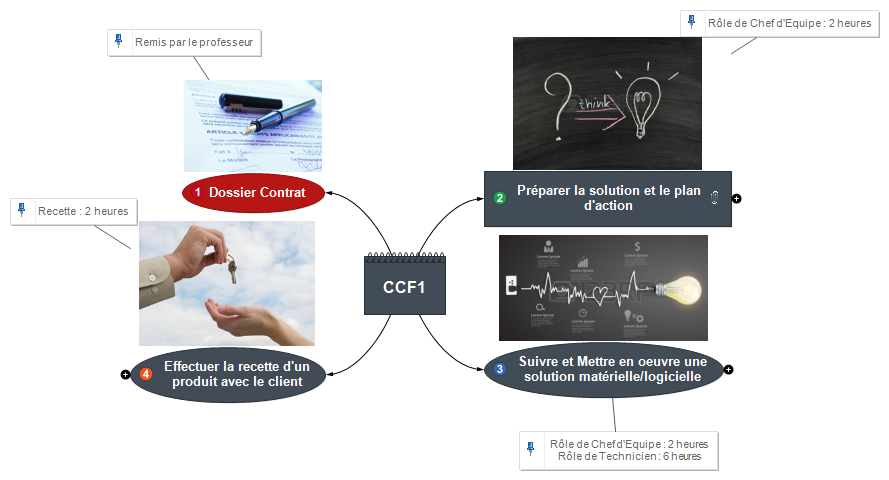 Rôle de Chef d'Equipe : 2 heures
Remis par le professeur
think
1 Dossier Contrat
2 Préparer la solution et le plan
d'action
Recette : 2 heures
CCF1
4 Effectuer la recette d'un
produit avec le client
3 Suivre et Mettre en oeuvre une
solution matérielle/logicielle
Rôle de Chef d'Equipe : 2 heures
Rôle de Technicien : 6 heures